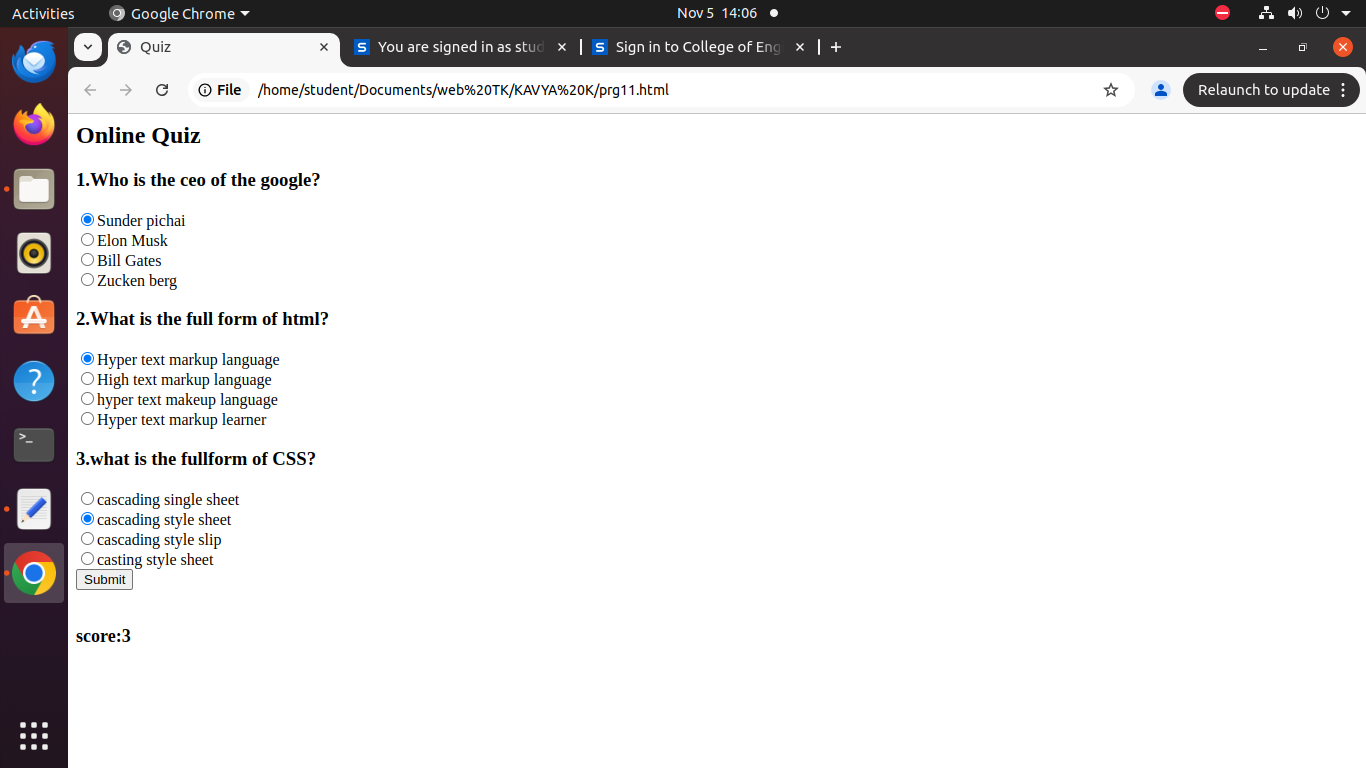 Activities
Google Chrome
Nov 5 14:06
Quiz
You are signed in as stud
Sign in to College of Eng
File
/home/student/Documents/web%20TK/KAVYA%20K/prg11.html
Relaunch to update
Online Quiz
1.Who is the ceo of the google?
Sunder pichai
Elon Musk
Bill Gates
Zucken berg
2.What is the full form of html?
Hyper text markup language
High text markup language
hyper text makeup language
Hyper text markup learner
3.what is the fullform of CSS?
cascading single sheet
cascading style sheet
cascading style slip
casting style sheet
Submit
score:3